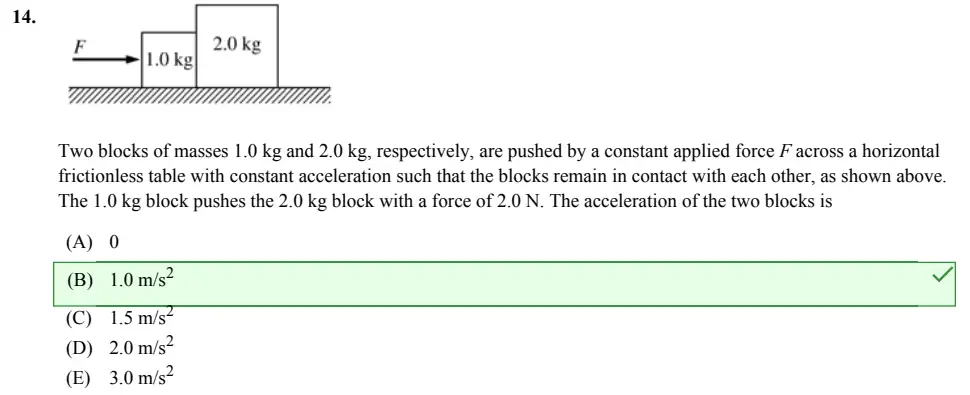 14.
F
1.0 kg
2.0 kg
Two blocks of masses 1.0 kg and 2.0 kg, respectively, are pushed by a constant applied force F across a horizontal
frictionless table with constant acceleration such that the blocks remain in contact with each other, as shown above.
The 1.0 kg block pushes the 2.0 kg block with a force of 2.0 N. The acceleration of the two blocks is
(A) 0
(B) 1.0 m/s²
(C) 1.5 m/s²
(D) 2.0 m/s²
(E) 3.0 m/s²